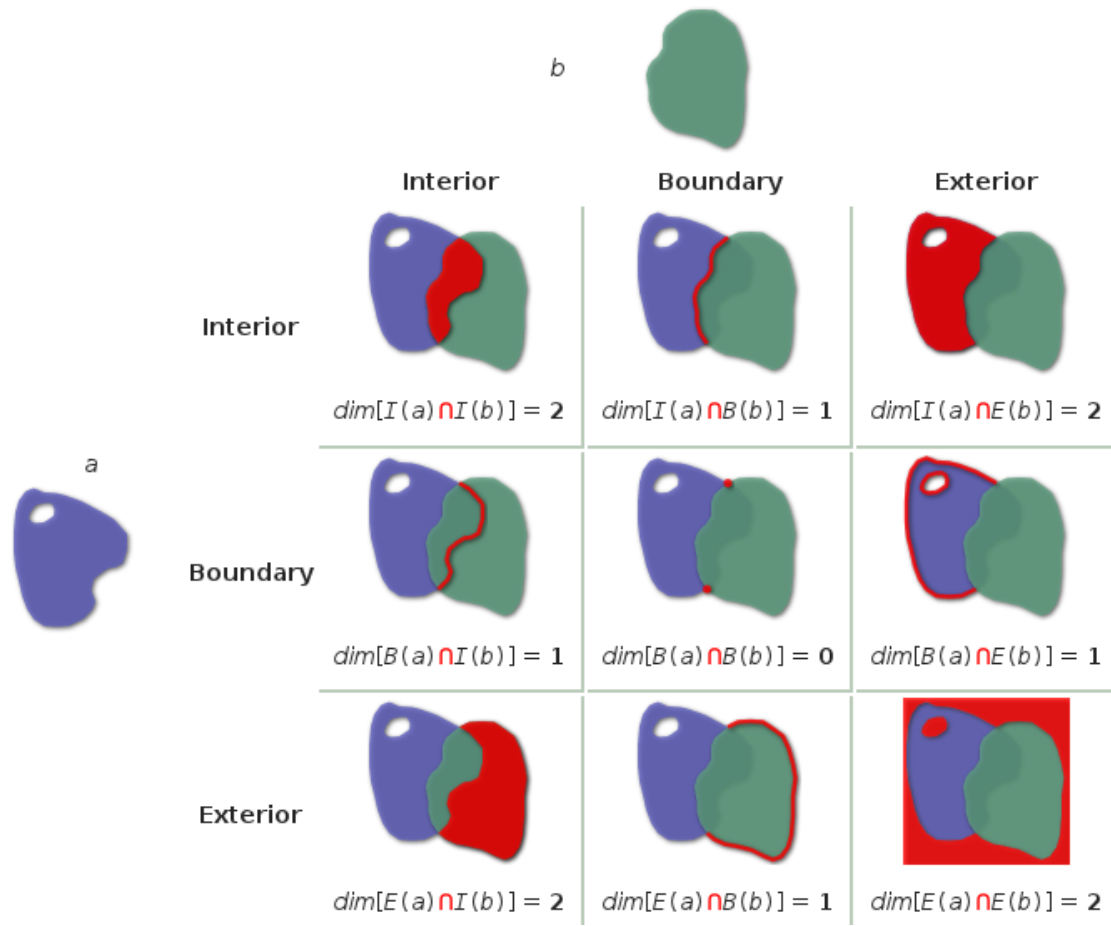 b
Interior Boundary Exterior
Interior
dim[I(a)∩I(b)] = 2 dim[I(a)∩B(b)] = 1 dim[I(a)∩E(b)] = 2
a
Boundary
dim[B(a)∩I(b)] = 1 dim[B(a)∩B(b)] = 0 dim[B(a)∩E(b)] = 1
Exterior
dim[E(a)∩I(b)] = 2 dim[E(a)∩B(b)] = 1 dim[E(a)∩E(b)] = 2